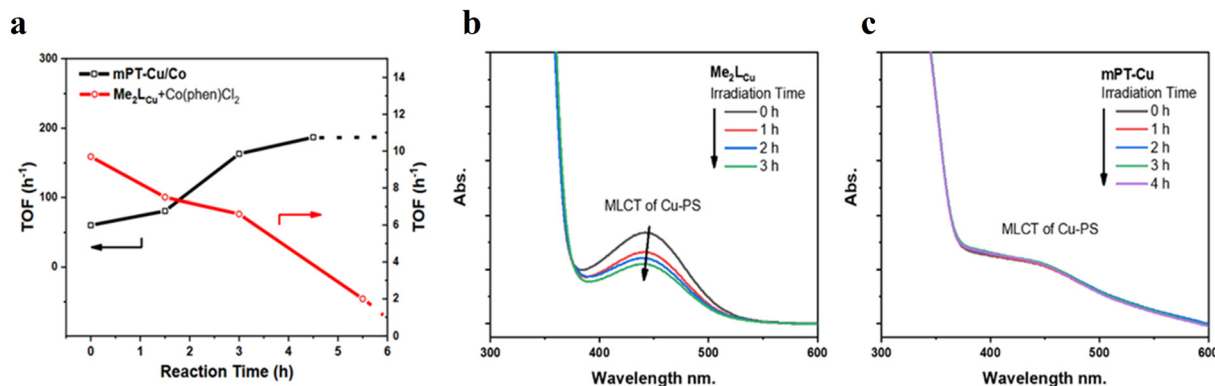 a
TOF (h⁻¹)
300
200
100
0
mPT-Cu/Co
Me₂L_Cu+Co(phen)Cl₂
14
12
10
8
6
4
2
0
TOF (h⁻¹)
0 1 2 3 4 5 6
Reaction Time (h)
b
Abs.
Me₂L_Cu
Irradiation Time
0 h
1 h
2 h
3 h
MLCT of Cu-PS
300 400 500 600
Wavelength nm.
c
Abs.
mPT-Cu
Irradiation Time
0 h
1 h
2 h
3 h
4 h
MLCT of Cu-PS
300 400 500 600
Wavelength nm.